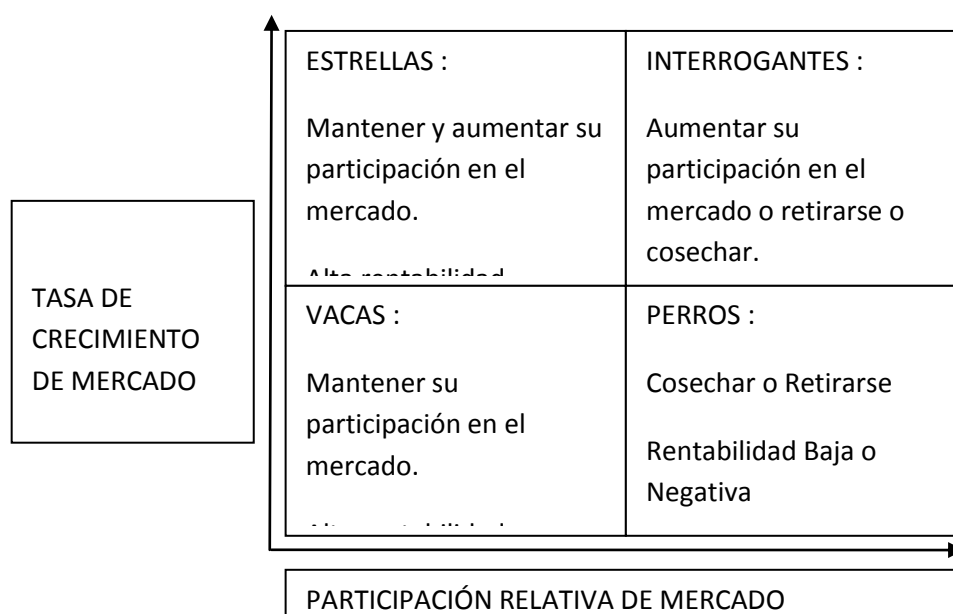 ESTRELLAS :
Mantener y aumentar su
participación en el
mercado.
Alta rentabilidad
INTERROGANTES :
Aumentar su
participación en el
mercado o retirarse o
cosechar.
TASA DE
CRECIMIENTO
DE MERCADO
VACAS :
Mantener su
participación en el
mercado.
PERROS :
Cosechar o Retirarse
Rentabilidad Baja o
Negativa
PARTICIPACIÓN RELATIVA DE MERCADO